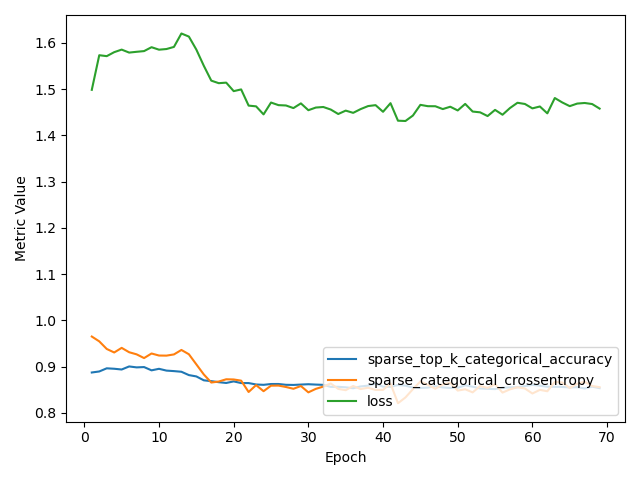 1.6
1.5
1.4
1.3
1.2
1.1
1.0
0.9
0.8
Metric Value
0 10 20 30 40 50 60 70
Epoch
sparse_top_k_categorical_accuracy
sparse_categorical_crossentropy
loss